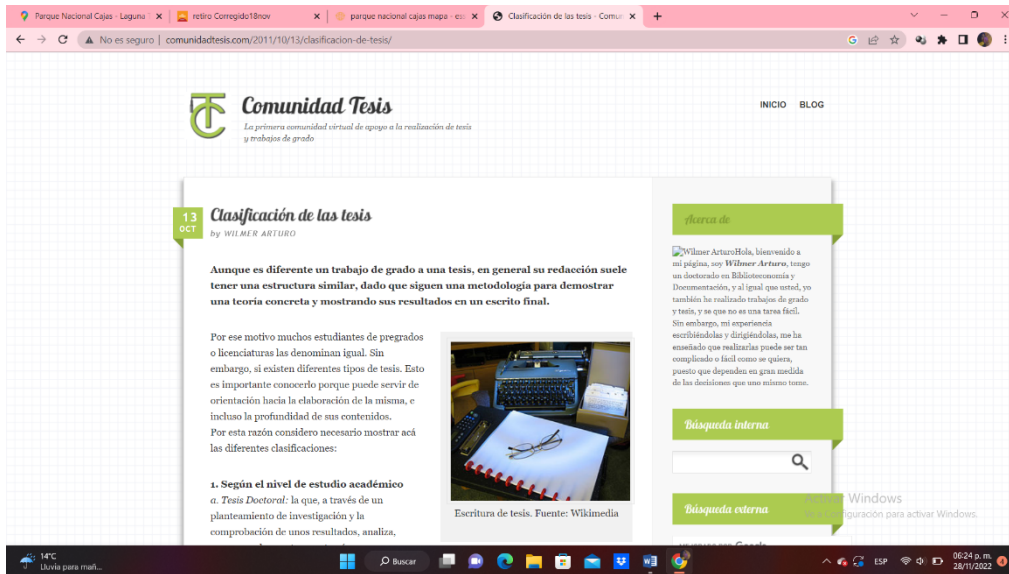 Parque Nacional Cajas - Laguna
retiro Corregido18nov
parque nacional cajas mapa - es
Clasificación de las tesis - Comun
No es seguro | comunidadtesis.com/2011/10/13/clasificacion-de-tesis/
Comunidad Tesis
La primera comunidad virtual de apoyo a la realización de tesis
y trabajos de grado
INICIO BLOG
13
OCT
Clasificación de las tesis
by WILMER ARTURO
Aunque es diferente un trabajo de grado a una tesis, en general su redacción suele
tener una estructura similar, dado que siguen una metodología para demostrar
una teoría concreta y mostrando sus resultados en un escrito final.
Por ese motivo muchos estudiantes de pregrados
o licenciaturas las denominan igual. Sin
embargo, si existen diferentes tipos de tesis. Esto
es importante conocerlo porque puede servir de
orientación hacia la elaboración de la misma, e
incluso la profundidad de sus contenidos.
Por esta razón considero necesario mostrar acá
las diferentes clasificaciones:
1. Según el nivel de estudio académico
a. Tesis Doctoral: la que, a través de un
planteamiento de investigación y la
comprobación de unos resultados, analiza,
Escritura de tesis. Fuente: Wikimedia
Acerca de
Wilmer ArturoHola, bienvenido a
mi página, soy Wilmer Arturo, tengo
un doctorado en Biblioteconomía y
Documentación, y al igual que usted, yo
también he realizado trabajos de grado
y tesis, y se que no es una tarea fácil.
Sin embargo, mi experiencia
escribiéndolas y dirigiéndolas, me ha
enseñado que realizarlas puede ser tan
complicado o fácil como se quiera,
puesto que dependen en gran medida
de las decisiones que uno mismo tome.
Búsqueda interna
Búsqueda externa
Activar Windows
Ve a Configuración para activar Windows.
14°C
Lluvia para mañ...
Buscar
ESP
06:24 p. m.
28/11/2022
4